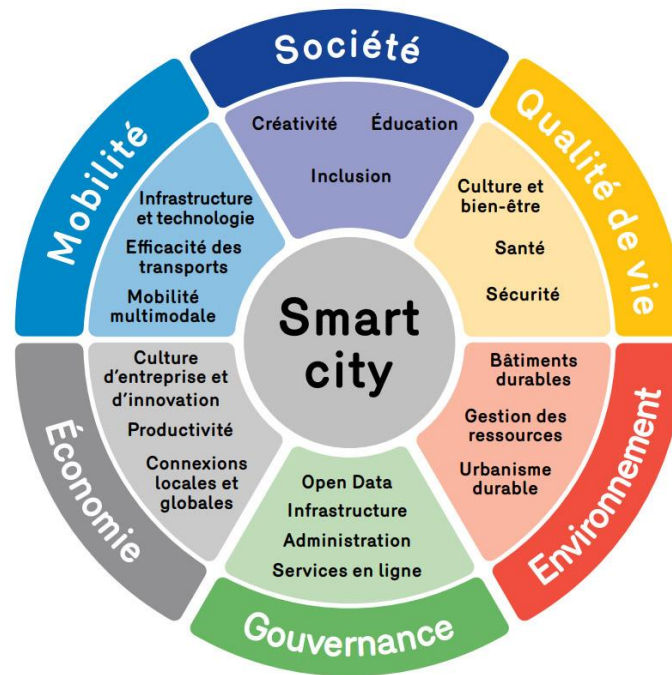 Société
Créativité
Éducation
Inclusion
Qualité de vie
Culture et
bien-être
Santé
Sécurité
Environnement
Bâtiments
durables
Gestion des
ressources
Urbanisme
durable
Gouvernance
Open Data
Infrastructure
Administration
Services en ligne
Économie
Culture
d'entreprise et
d'innovation
Productivité
Connexions
locales et
globales
Mobilité
Infrastructure
et technologie
Efficacité des
transports
Mobilité
multimodale
Smart
city